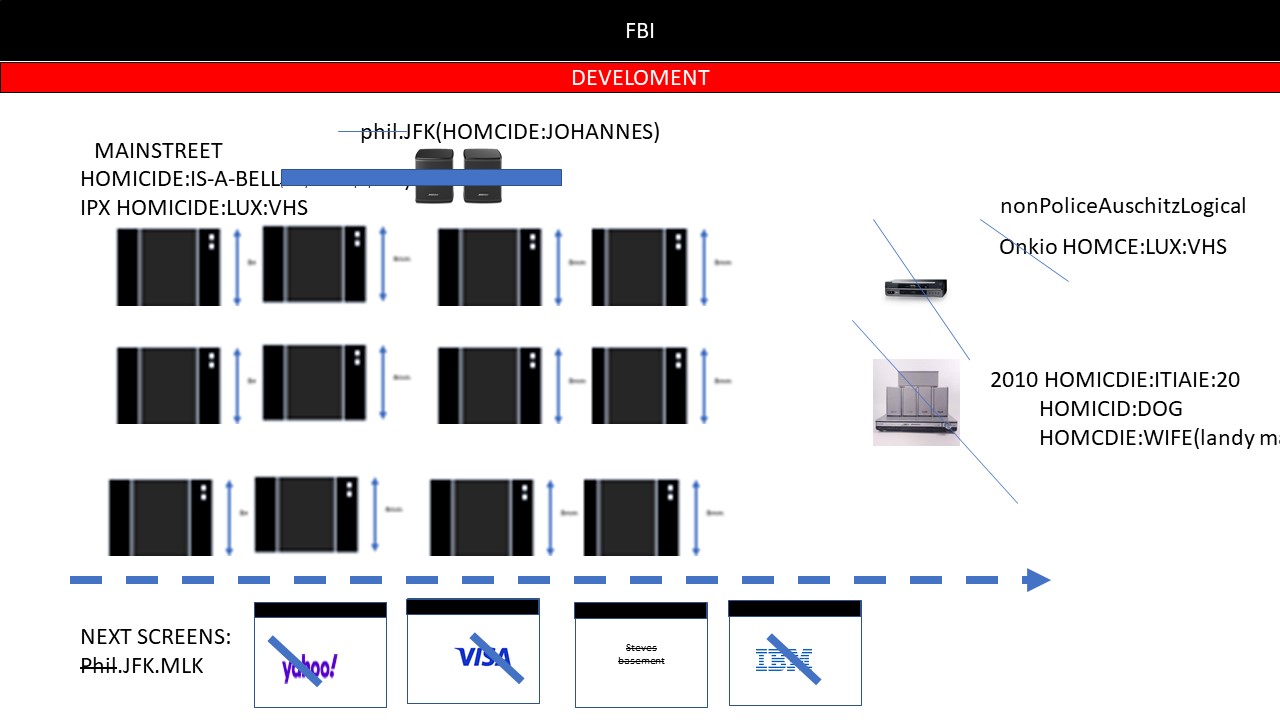 FBI
DEVELOMENT
phil.JFK(HOMCIDE:JOHANNES)
MAINSTREET
HOMICIDE:IS-A-BELL
IPX HOMICIDE:LUX:VHS
nonPoliceAuschitzLogical
Onkio HOMCE:LUX:VHS
2010 HOMICDIE:ITIAIE:20
HOMICID:DOG
HOMCDIE:WIFE(landy ma
NEXT SCREENS:
Phil.JFK.MLK
yahoo!
VISA
Steves
basement
IBM